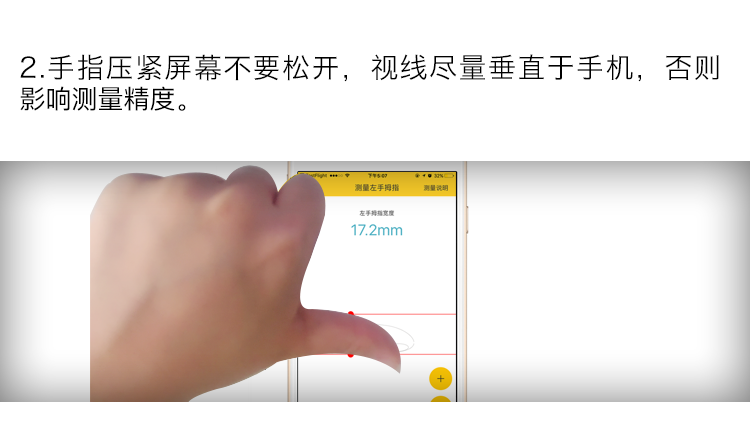 2.手指压紧屏幕不要松开，视线尽量垂直于手机，否则
影响测量精度。
下午5:07
32%
测量左手拇指
测量说明
左手拇指宽度
17.2mm
+